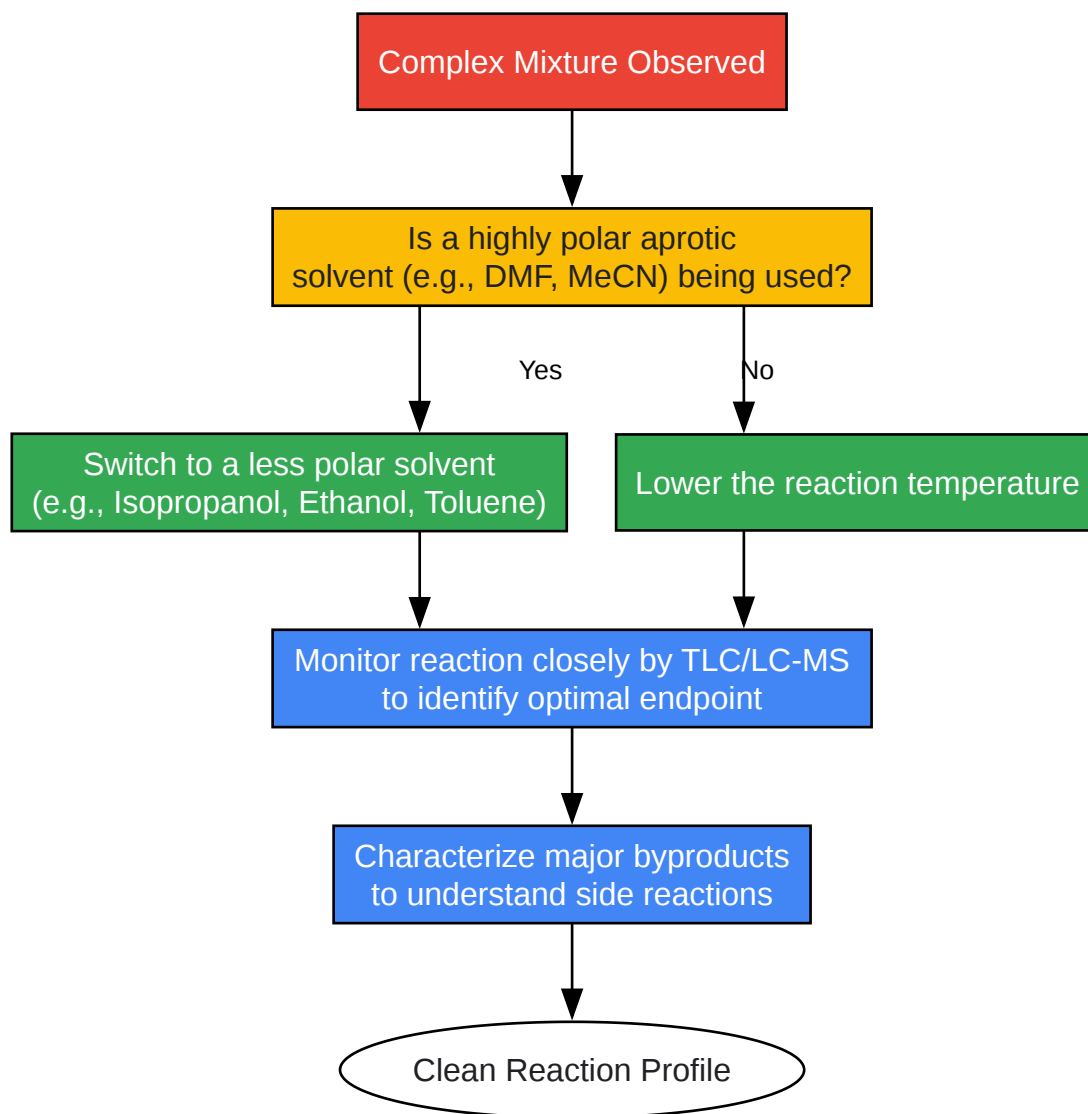 Complex Mixture Observed
Is a highly polar aprotic
solvent (e.g., DMF, MeCN) being used?
Yes
No
Switch to a less polar solvent
(e.g., Isopropanol, Ethanol, Toluene)
Lower the reaction temperature
Monitor reaction closely by TLC/LC-MS
to identify optimal endpoint
Characterize major byproducts
to understand side reactions
Clean Reaction Profile